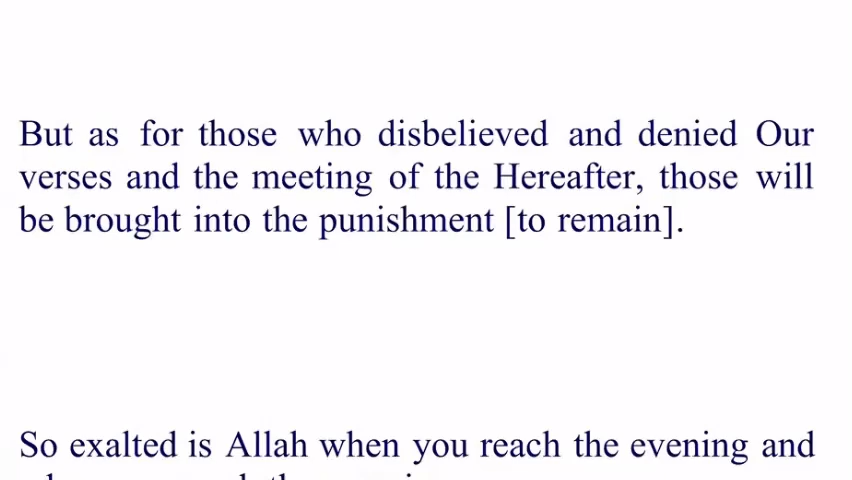 But as for those who disbelieved and denied Our
verses and the meeting of the Hereafter, those will
be brought into the punishment [to remain].
So exalted is Allah when you reach the evening and